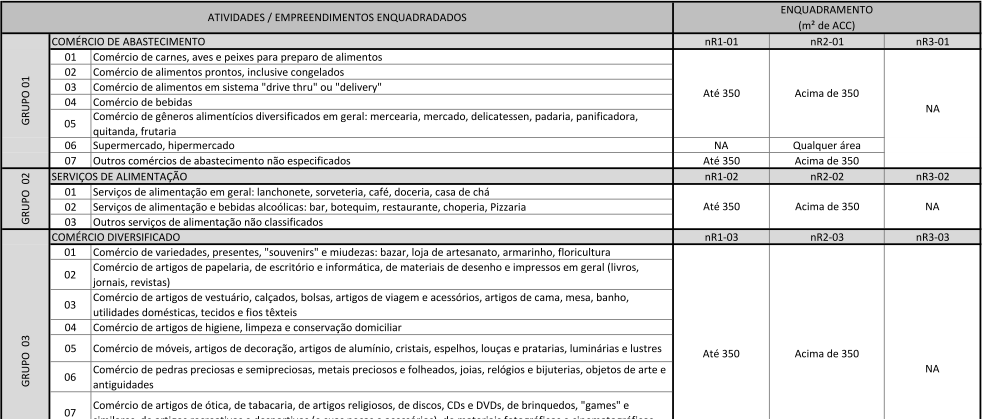 ATIVIDADES / EMPREENDIMENTOS ENQUADRADADOS
ENQUADRAMENTO
(m² de ACC)
GRUPO 01
COMÉRCIO DE ABASTECIMENTO nR1-01 nR2-01 nR3-01
01 Comércio de carnes, aves e peixes para preparo de alimentos
02 Comércio de alimentos prontos, inclusive congelados
03 Comércio de alimentos em sistema "drive thru" ou "delivery"
04 Comércio de bebidas
Até 350 Acima de 350
NA
05 Comércio de gêneros alimentícios diversificados em geral: mercearia, mercado, delicatessen, padaria, panificadora,
quitanda, frutaria
06 Supermercado, hipermercado NA Qualquer área
07 Outros comércios de abastecimento não especificados Até 350 Acima de 350
GRUPO 02
SERVIÇOS DE ALIMENTAÇÃO nR1-02 nR2-02 nR3-02
01 Serviços de alimentação em geral: lanchonete, sorveteria, café, doceria, casa de chá
02 Serviços de alimentação e bebidas alcoólicas: bar, botequim, restaurante, choperia, Pizzaria Até 350 Acima de 350 NA
03 Outros serviços de alimentação não classificados
GRUPO 03
COMÉRCIO DIVERSIFICADO nR1-03 nR2-03 nR3-03
01 Comércio de variedades, presentes, "souvenirs" e miudezas: bazar, loja de artesanato, armarinho, floricultura
02 Comércio de artigos de papelaria, de escritório e informática, de materiais de desenho e impressos em geral (livros,
jornais, revistas)
03 Comércio de artigos de vestuário, calçados, bolsas, artigos de viagem e acessórios, artigos de cama, mesa, banho,
utilidades domésticas, tecidos e fios têxteis
04 Comércio de artigos de higiene, limpeza e conservação domiciliar
05 Comércio de móveis, artigos de decoração, artigos de alumínio, cristais, espelhos, louças e pratarias, luminárias e lustres
Até 350 Acima de 350
NA
06 Comércio de pedras preciosas e semipreciosas, metais preciosos e folheados, joias, relógios e bijuterias, objetos de arte e
antiguidades
07 Comércio de artigos de ótica, de tabacaria, de artigos religiosos, de discos, CDs e DVDs, de brinquedos, "games" e